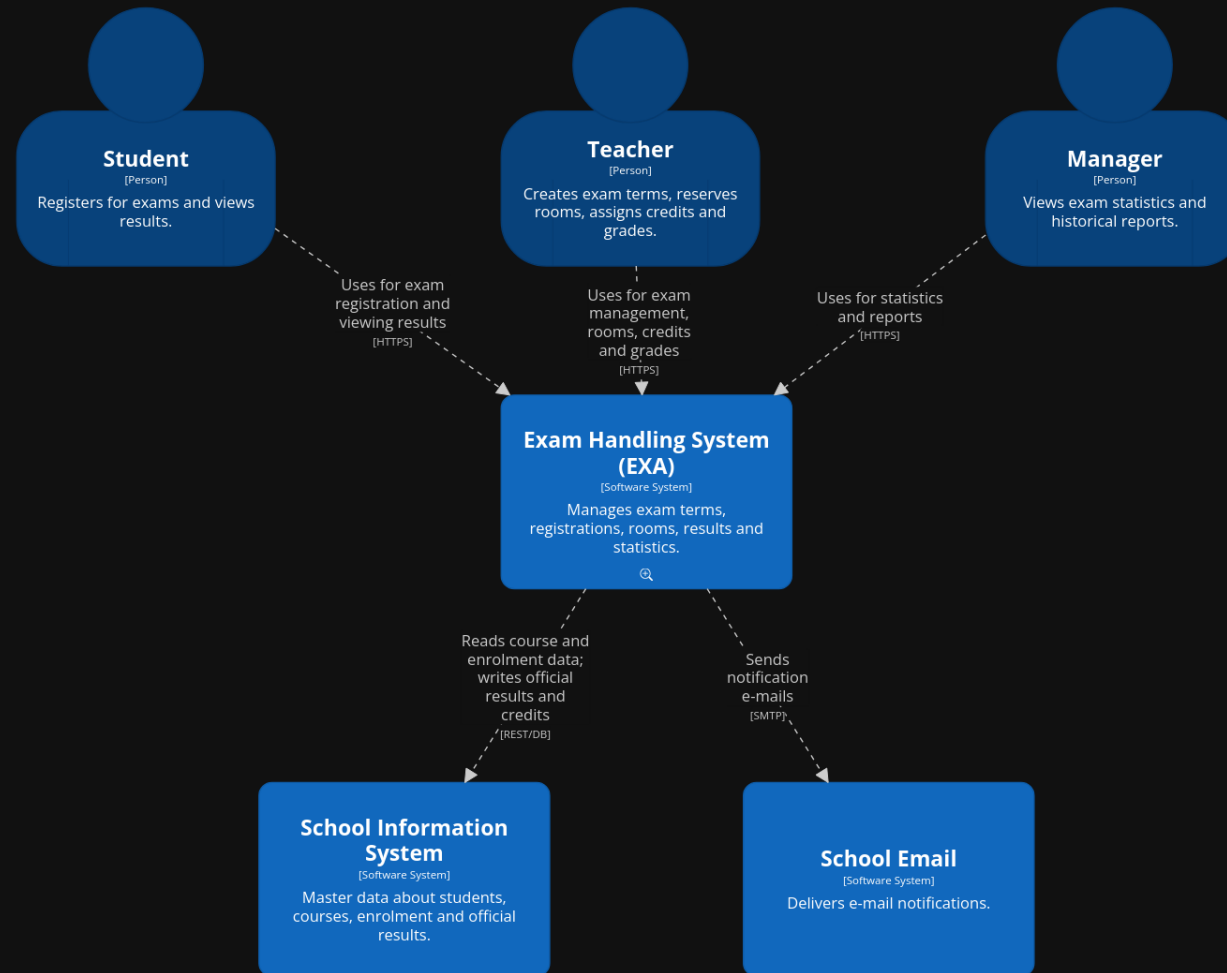 Student
[Person]
Registers for exams and views
results.
Teacher
[Person]
Creates exam terms, reserves
rooms, assigns credits and
grades.
Manager
[Person]
Views exam statistics and
historical reports.
Uses for exam
registration and
viewing results
[HTTPS]
Uses for exam
management,
rooms, credits
and grades
[HTTPS]
Uses for statistics
and reports
[HTTPS]
Exam Handling System
(EXA)
[Software System]
Manages exam terms,
registrations, rooms, results and
statistics.
Reads course and
enrolment data;
writes official
results and
credits
[REST/DB]
Sends
notification
e-mails
[SMTP]
School Information
System
[Software System]
Master data about students,
courses, enrolment and official
results.
School Email
[Software System]
Delivers e-mail notifications.